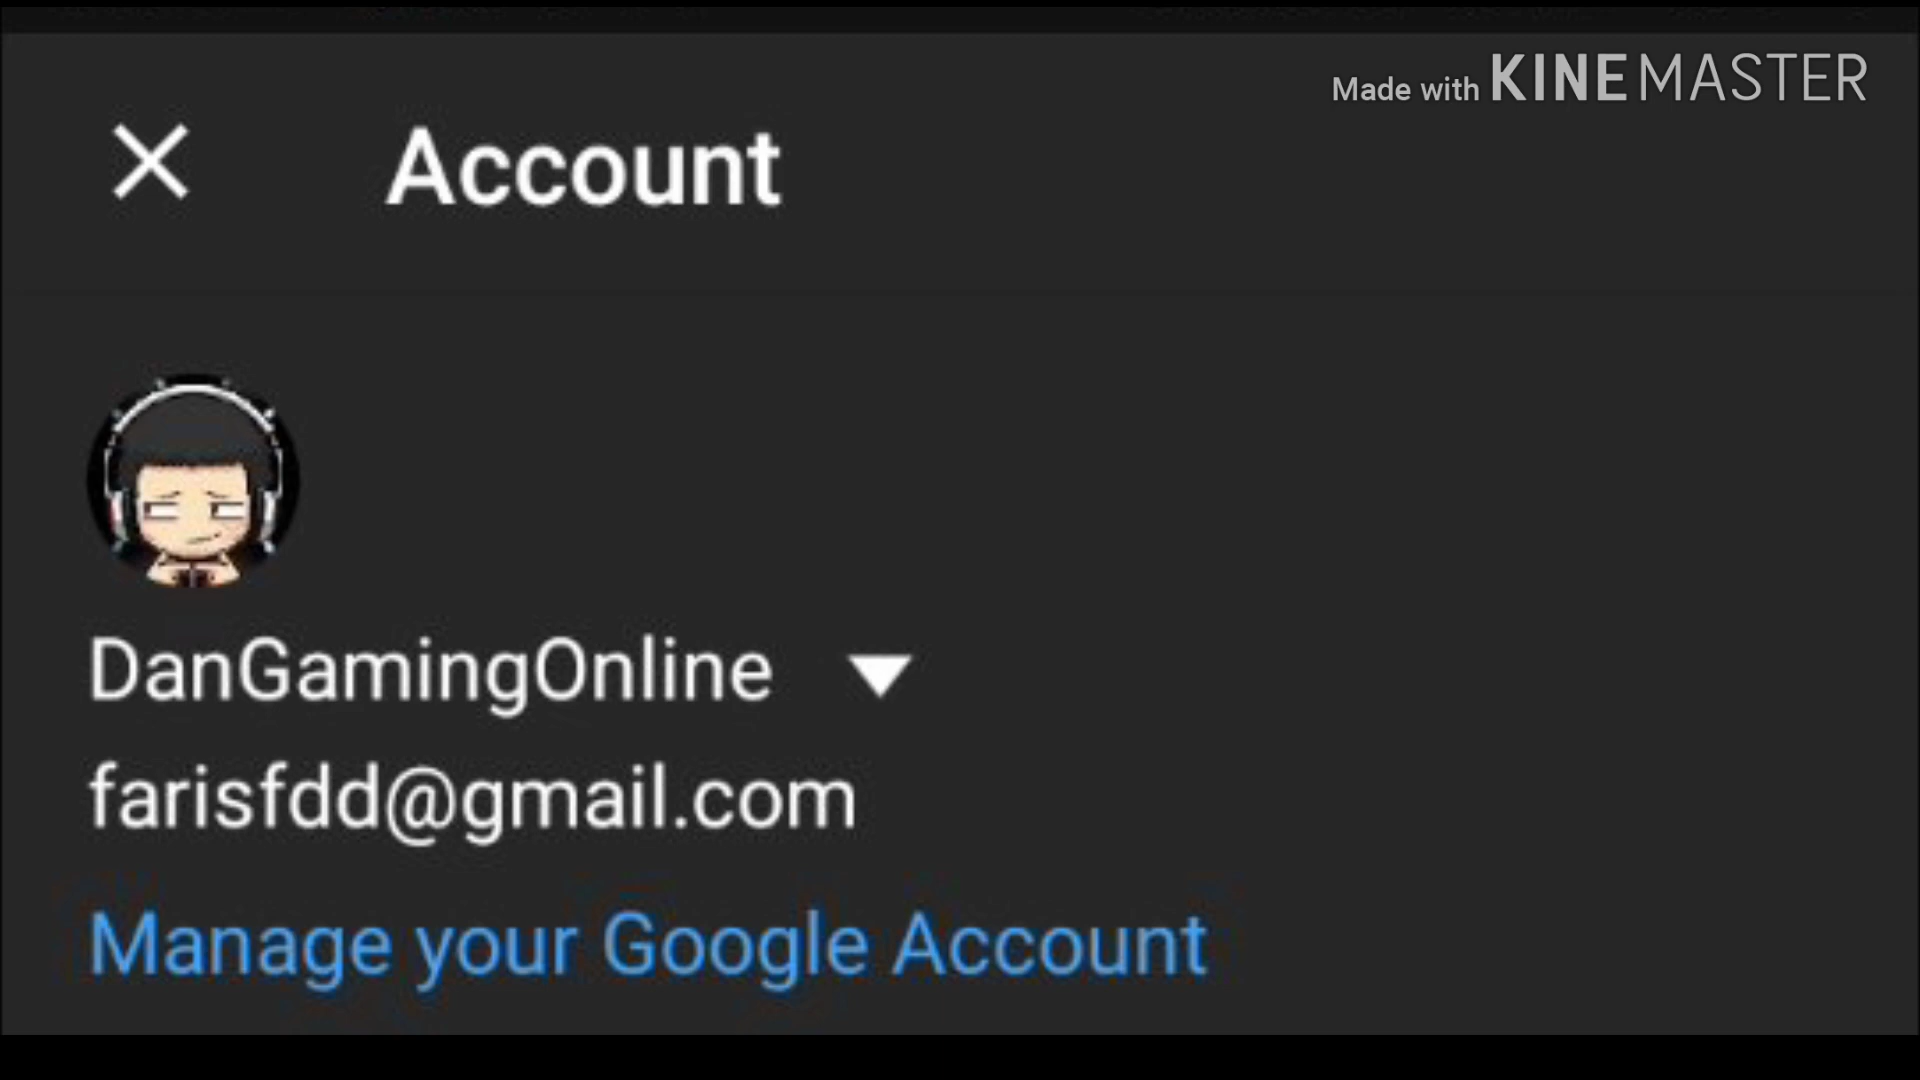 Made with KINEMASTER
Account
DanGamingOnline
farisfdd@gmail.com
Manage your Google Account